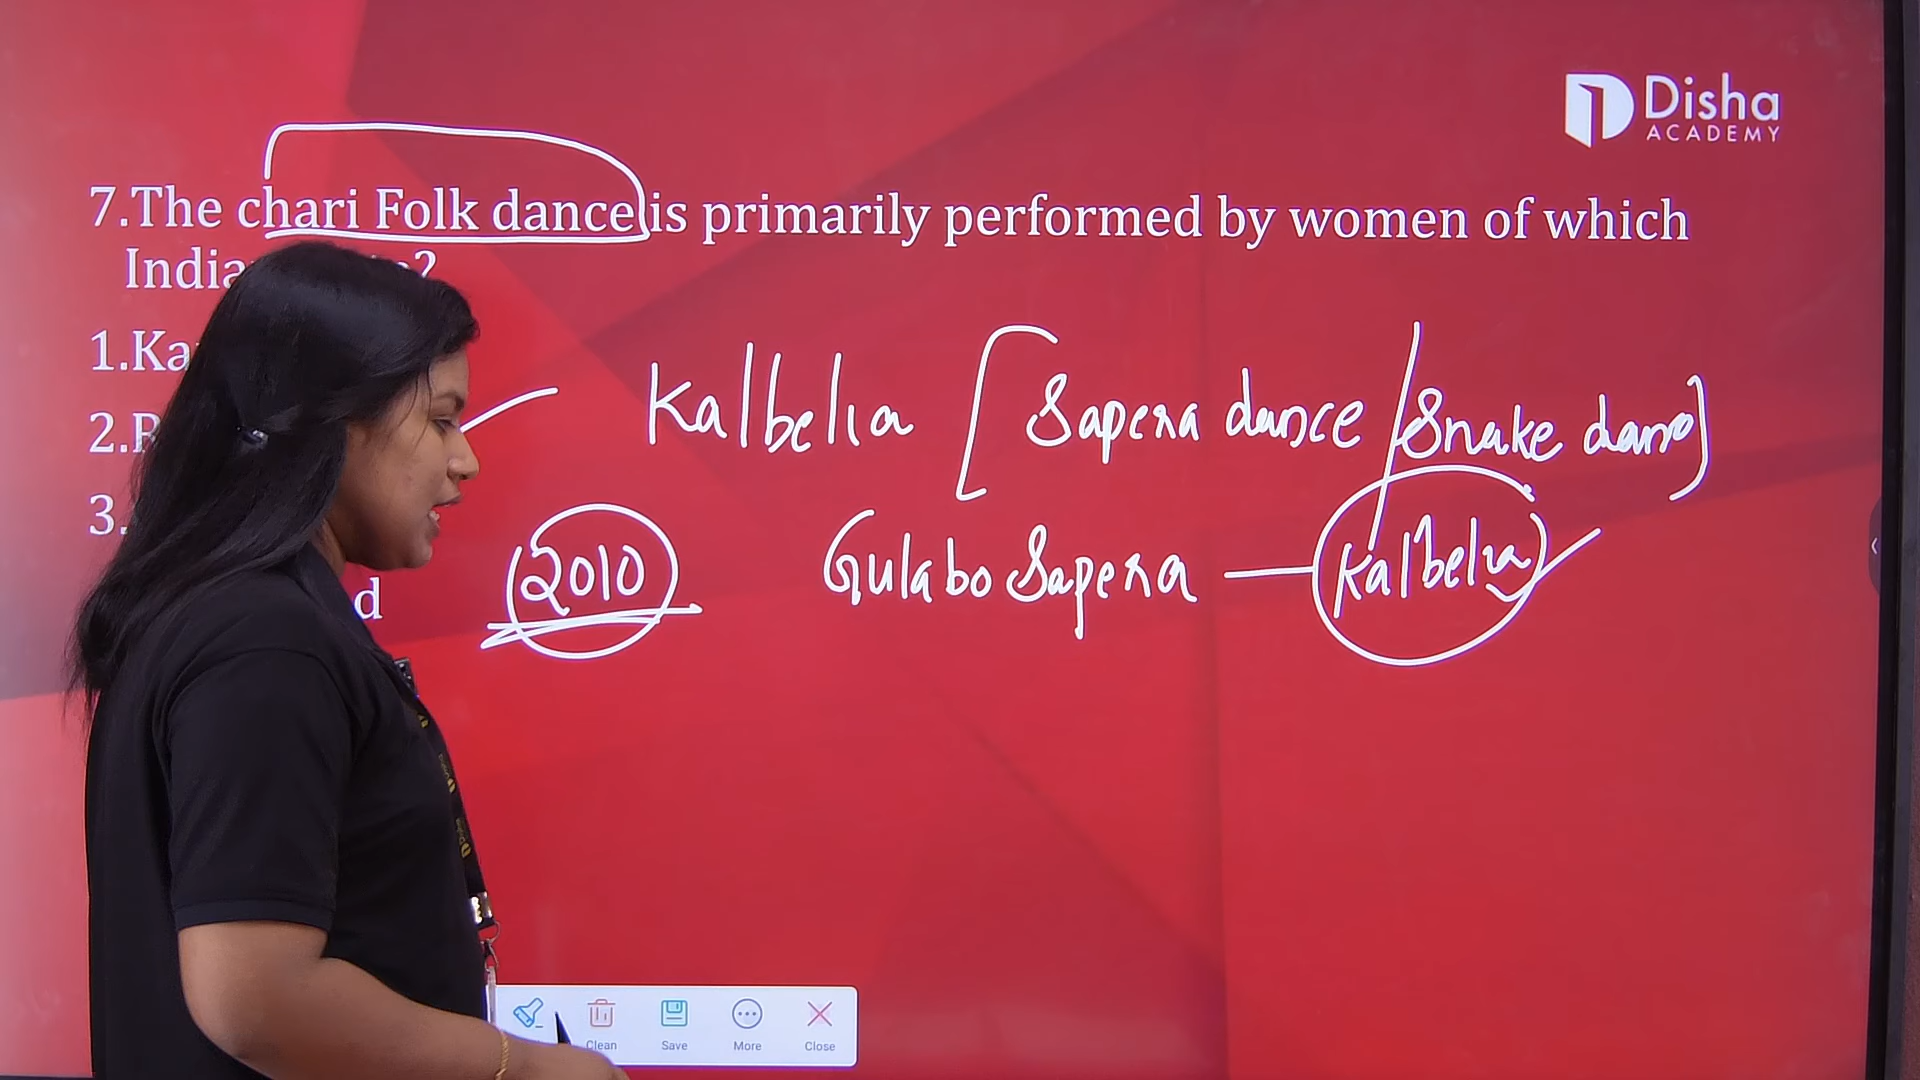 Disha
ACADEMY
7.The chari Folk dance is primarily performed by women of which
India
1.Ka
2.R
3.
d
Kalbelia [Sapera dance / Snake dance]
2010
Gulabo Sapera — Kalbelia
Clean
Save
More
Close